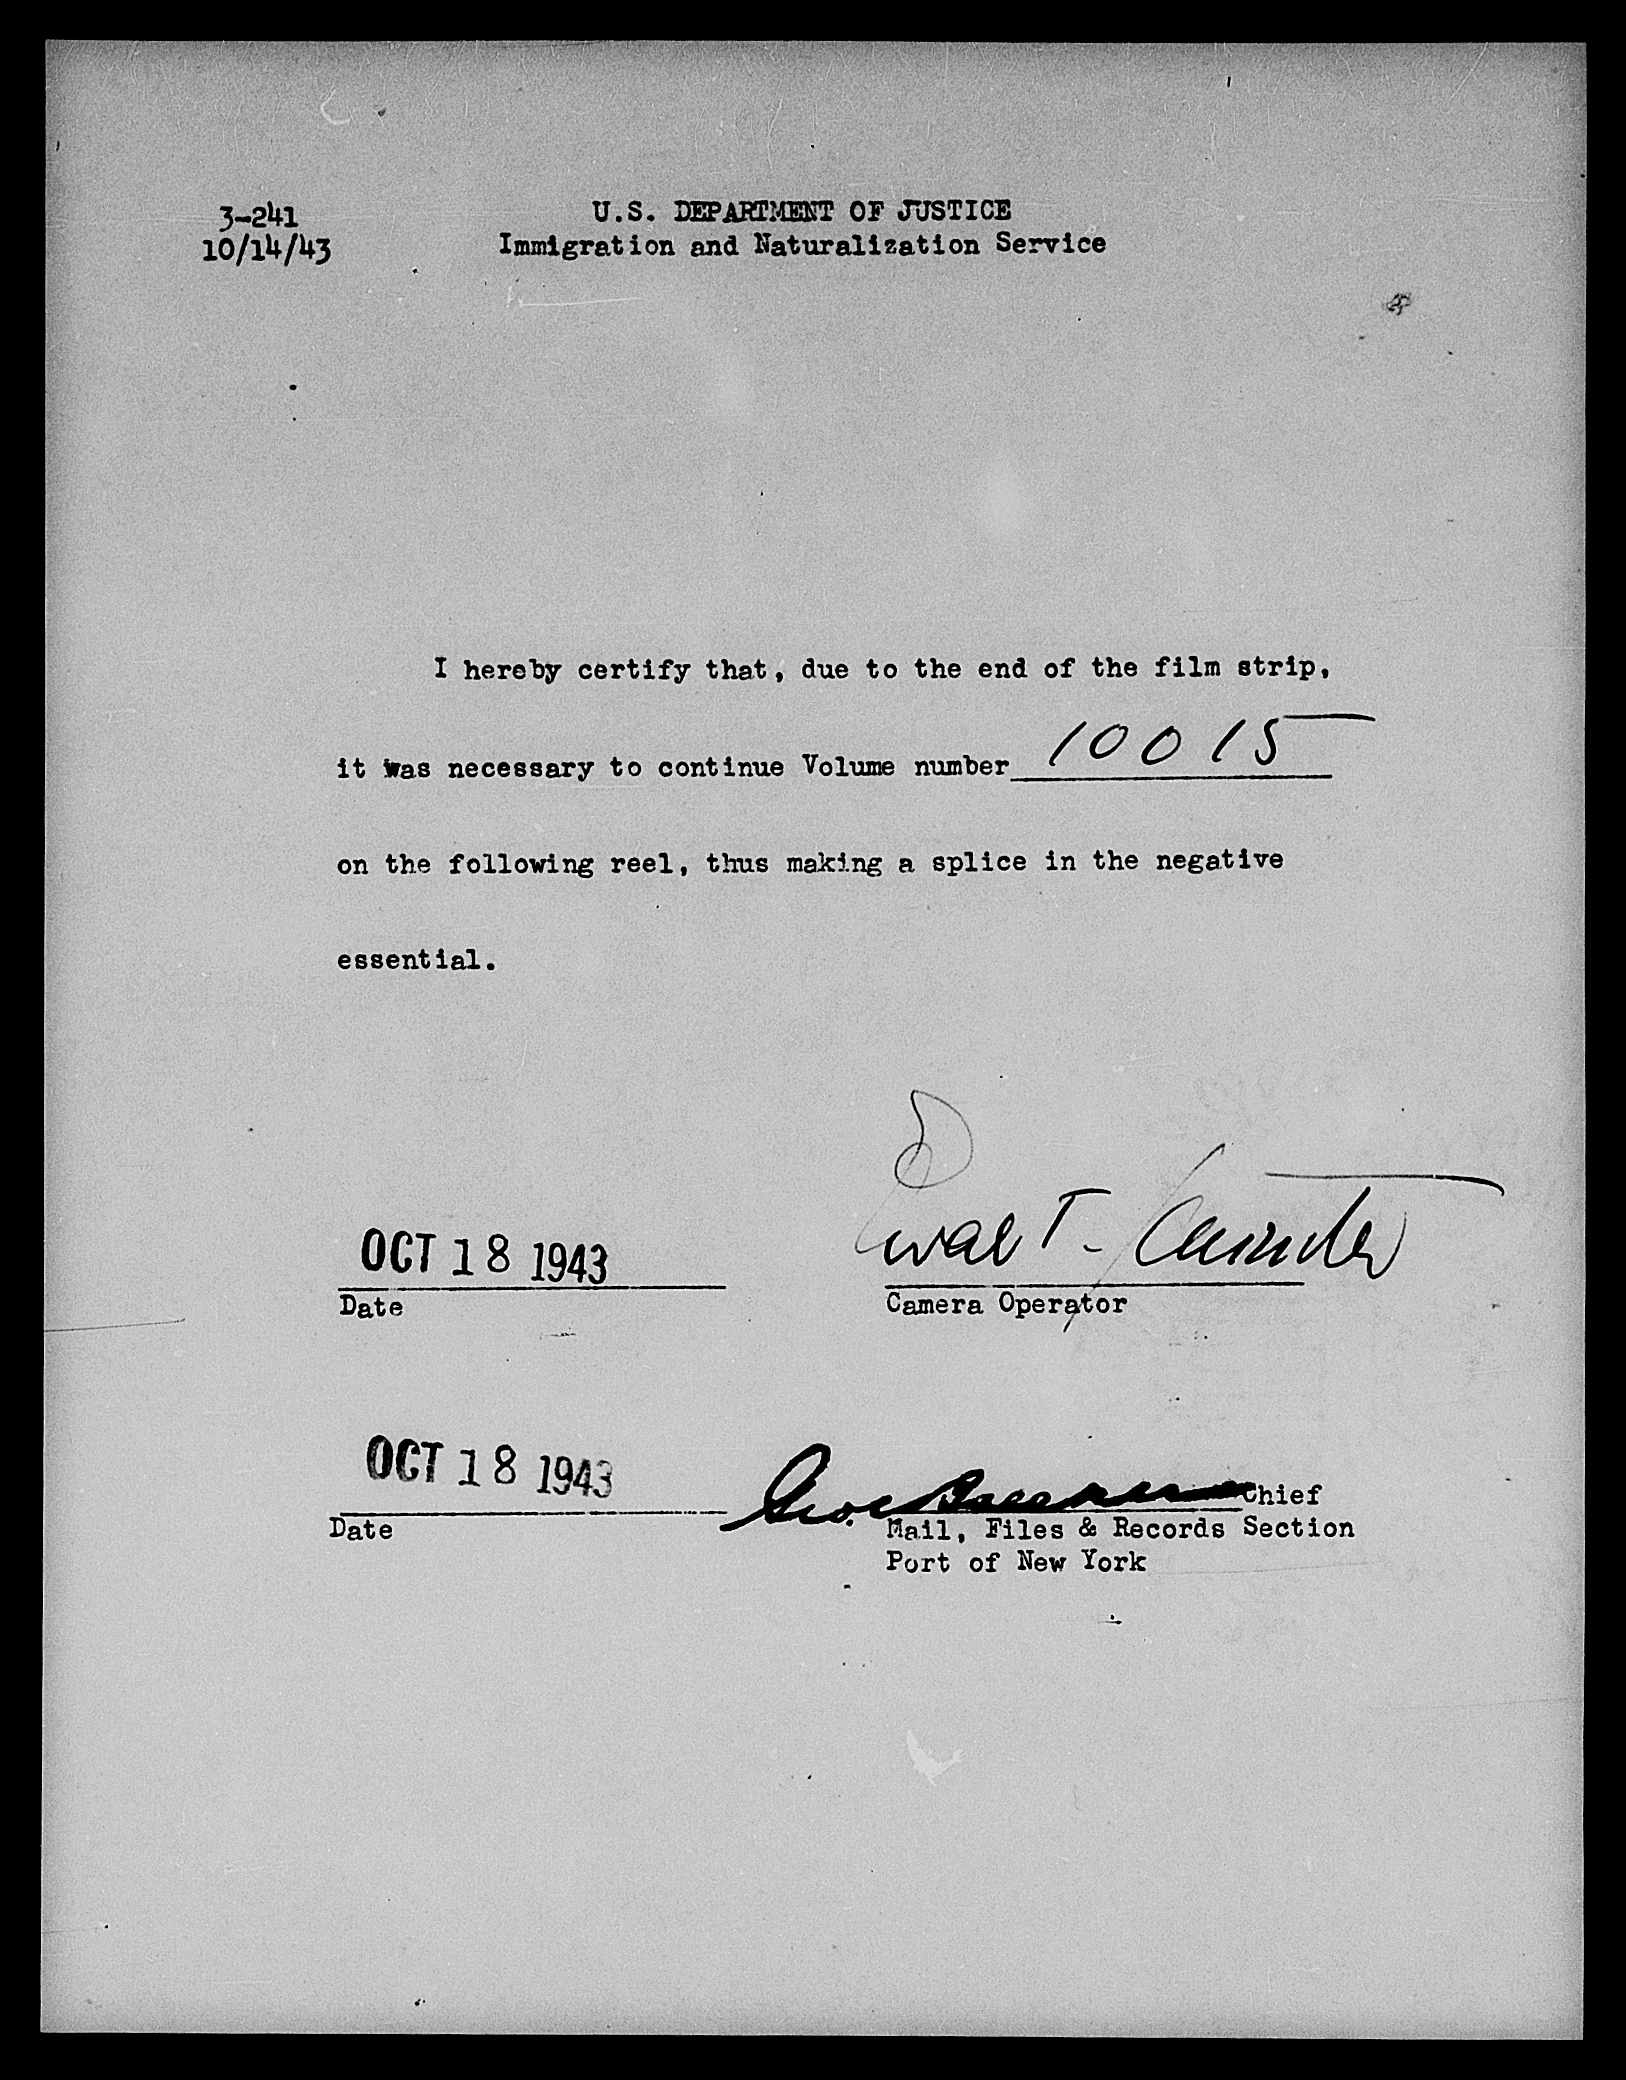 3-241
10/14/43
U.S. DEPARTMENT OF JUSTICE
Immigration and Naturalization Service
I hereby certify that, due to the end of the film strip,
it was necessary to continue Volume number 10015
on the following reel, thus making a splice in the negative
essential.
OCT 18 1943
Date
T.
Camera Operator
OCT 18 1943
Date
Geo. Chief
Mail, Files & Records Section
Port of New York